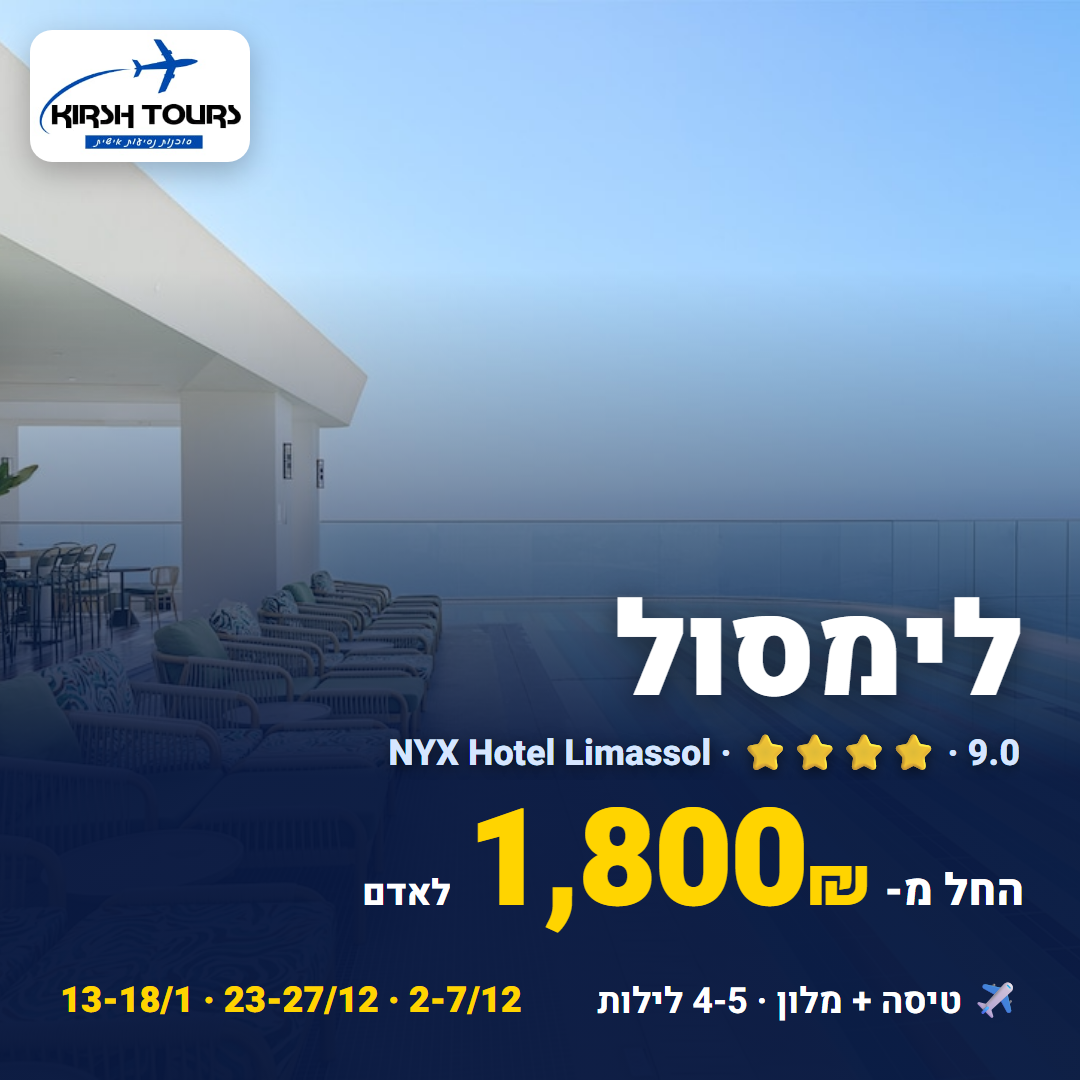 KIRSH TOURS
סוכנות נסיעות אישית
לימסול
NYX Hotel Limassol · ⭐⭐⭐⭐ · 9.0
החל מ- ₪1,800 לאדם
✈️ טיסה + מלון · 4-5 לילות
2-7/12 · 23-27/12 · 13-18/1